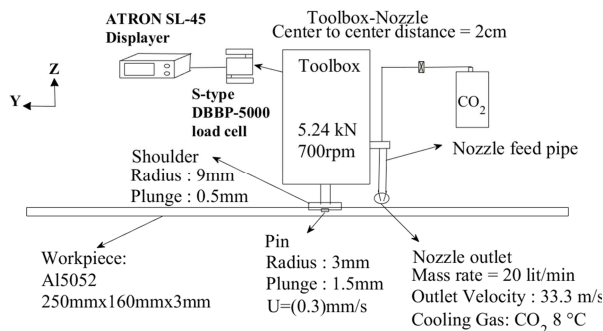 ATRON SL-45
Displayer
Toolbox-Nozzle
Center to center distance = 2cm
Z
Y
S-type
DBBP-5000
load cell
Toolbox
5.24 kN
700rpm
CO2
Nozzle feed pipe
Shoulder
Radius : 9mm
Plunge : 0.5mm
Workpiece:
Al5052
250mmx160mmx3mm
Pin
Radius : 3mm
Plunge : 1.5mm
U=(0.3)mm/s
Nozzle outlet
Mass rate = 20 lit/min
Outlet Velocity : 33.3 m/s
Cooling Gas: CO2 8 °C